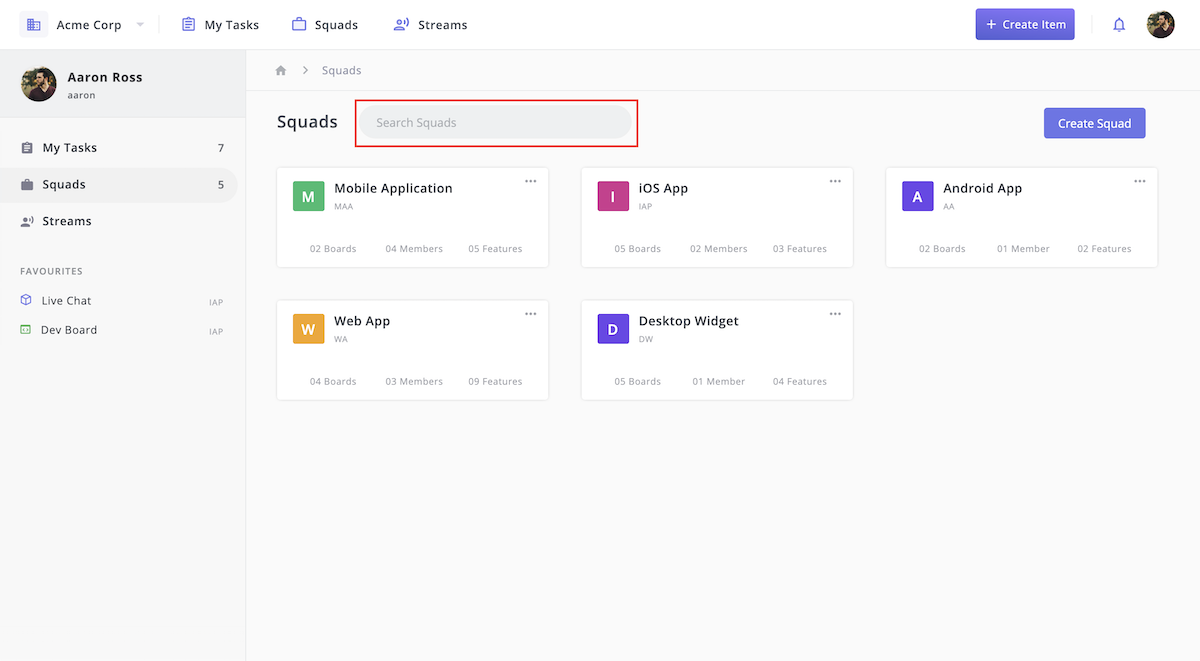 Acme Corp My Tasks Squads Streams + Create Item
Aaron Ross
aaron
My Tasks 7
Squads 5
Streams
FAVOURITES
Live Chat IAP
Dev Board IAP
Squads
Squads Search Squads Create Squad
M Mobile Application
MAA
02 Boards 04 Members 05 Features
I iOS App
IAP
05 Boards 02 Members 03 Features
A Android App
AA
02 Boards 01 Member 02 Features
W Web App
WA
04 Boards 03 Members 09 Features
D Desktop Widget
DW
05 Boards 01 Member 04 Features